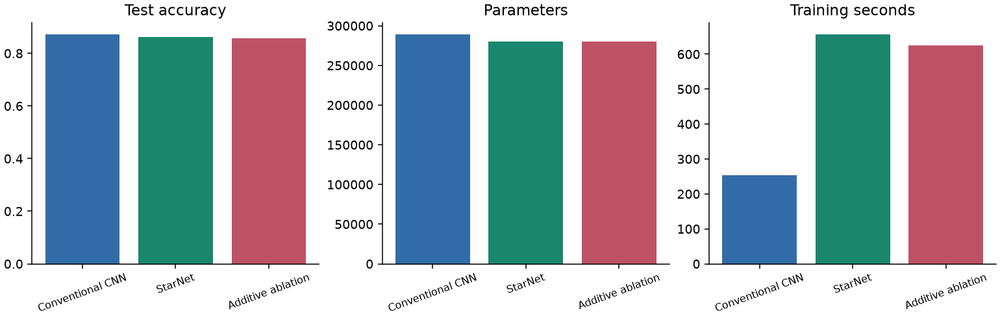 Test accuracy
0.8
0.6
0.4
0.2
0.0
Conventional CNN
StarNet
Additive ablation
Parameters
300000
250000
200000
150000
100000
50000
0
Conventional CNN
StarNet
Additive ablation
Training seconds
600
500
400
300
200
100
0
Conventional CNN
StarNet
Additive ablation